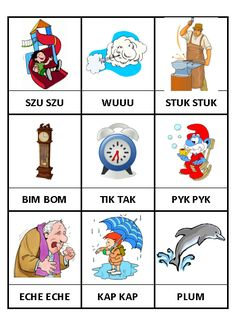 SZU SZU
WUUU
STUK STUK
BIM BOM
TIK TAK
PYK PYK
ECHE ECHE
KAP KAP
PLUM